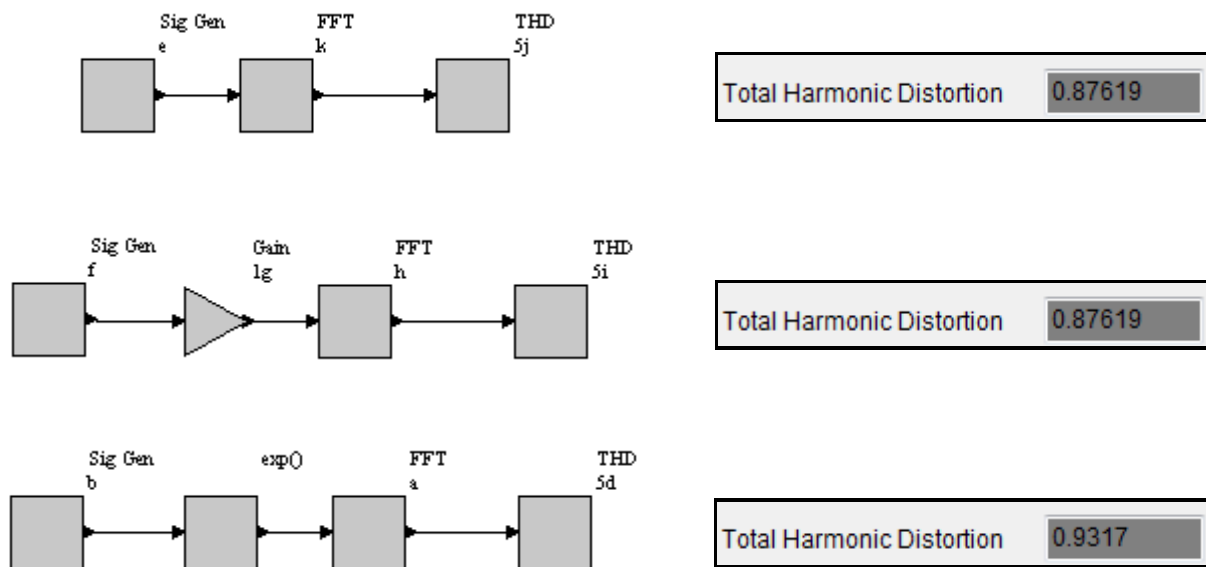 Sig Gen FFT THD
e k 5j
Total Harmonic Distortion 0.87619
Sig Gen Gain FFT THD
f 1g h 5i
Total Harmonic Distortion 0.87619
Sig Gen exp() FFT THD
b a 5d
Total Harmonic Distortion 0.9317